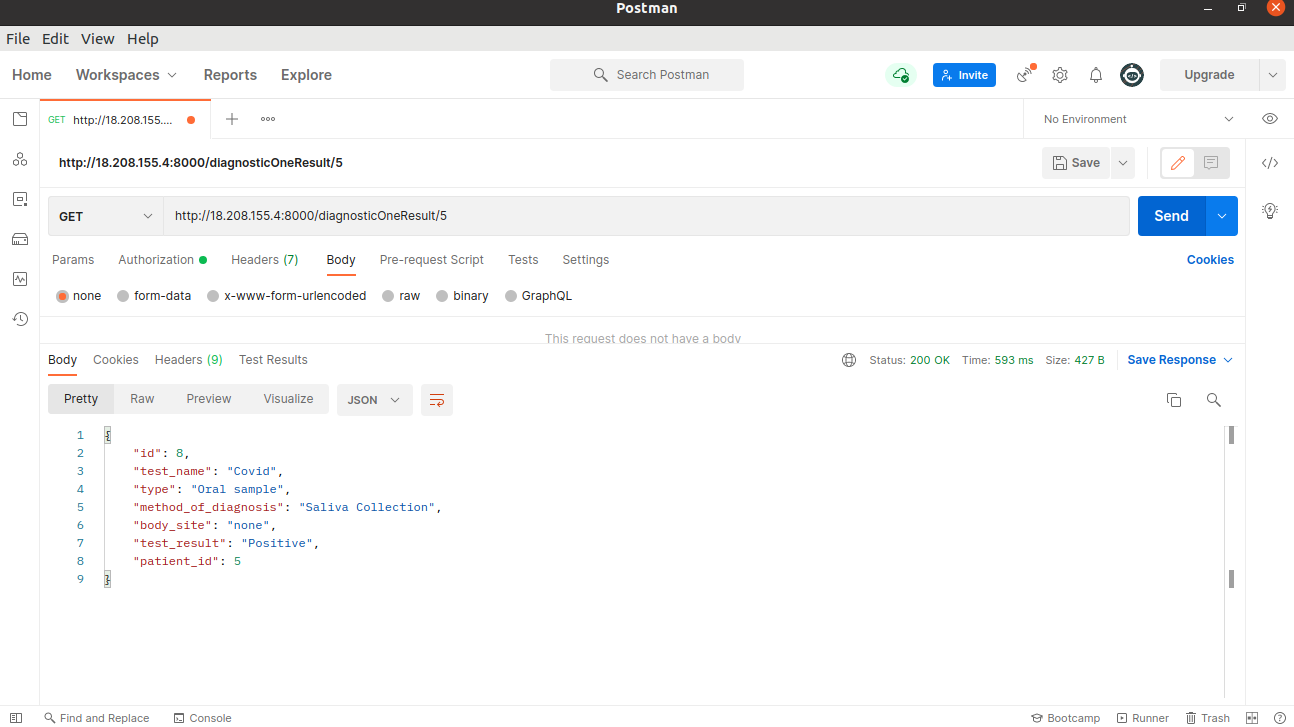 Postman
File Edit View Help
Home Workspaces Reports Explore Search Postman Invite Upgrade
GET http://18.208.155.... No Environment
http://18.208.155.4:8000/diagnosticOneResult/5 Save
GET http://18.208.155.4:8000/diagnosticOneResult/5 Send
Params Authorization Headers (7) Body Pre-request Script Tests Settings Cookies
none form-data x-www-form-urlencoded raw binary GraphQL
This request does not have a body
Body Cookies Headers (9) Test Results Status: 200 OK Time: 593 ms Size: 427 B Save Response
Pretty Raw Preview Visualize JSON
1 {
2 "id": 8,
3 "test_name": "Covid",
4 "type": "Oral sample",
5 "method_of_diagnosis": "Saliva Collection",
6 "body_site": "none",
7 "test_result": "Positive",
8 "patient_id": 5
9 }
Find and Replace Console Bootcamp Runner Trash